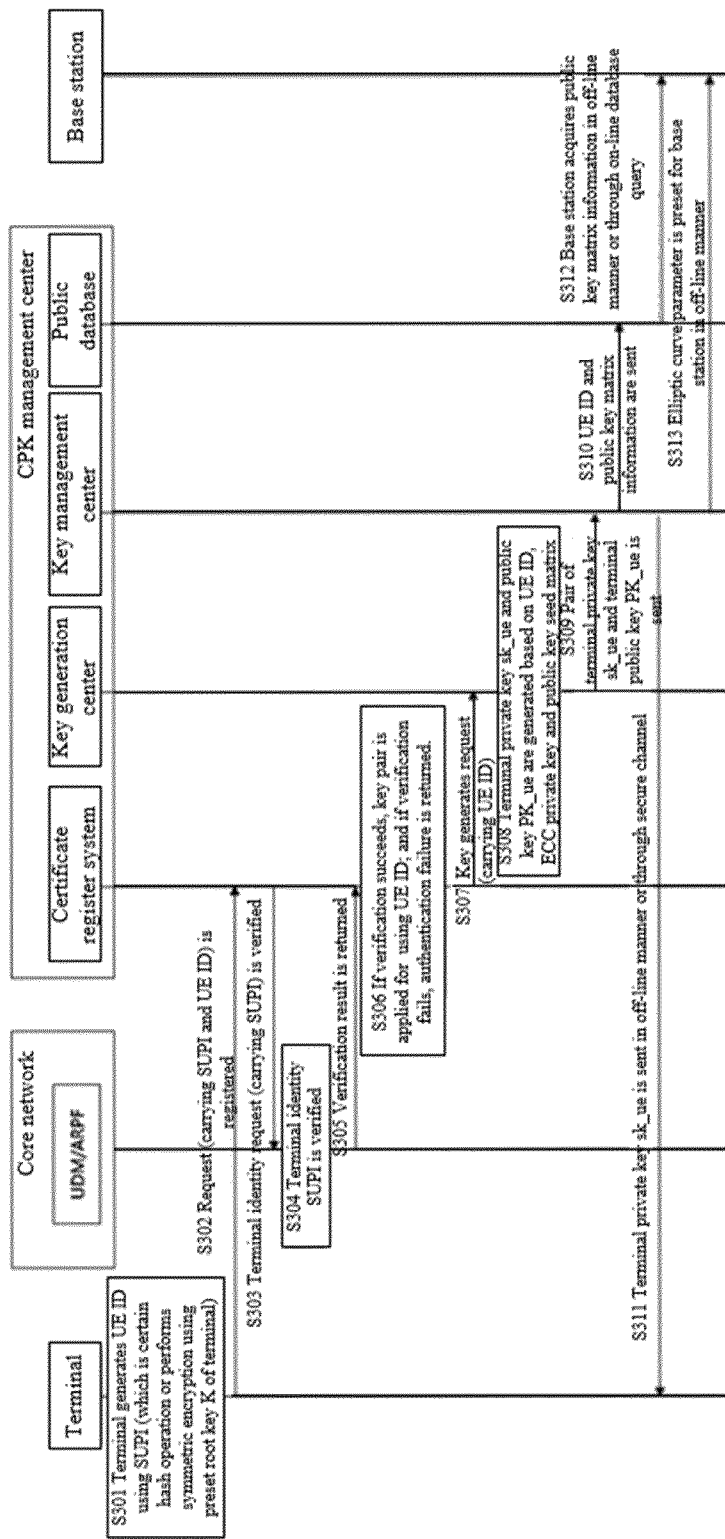 Terminal
Core network
UDM/ARPF
CPK management center
Certificate
register system
Key generation
center
Key management
center
Public
database
Base station
S301 Terminal generates UE ID
using SUPI (which is certain
hash operation or performs
symmetric encryption using
preset root key K of terminal)
S302 Request (carrying SUPI and UE ID) is
registered
S303 Terminal identity request (carrying SUPI) is verified
S304 Terminal identity
SUPI is verified
S305 Verification result is returned
S306 If verification succeeds, key pair is
applied for using UE ID; and if verification
fails, authentication failure is returned.
S307 Key generates request
(carrying UE ID)
S308 Terminal private key sk_ue and public
key PK_ue are generated based on UE ID,
ECC private key and public key seed matrix
S309 Pair of
terminal private key
sk_ue and terminal
public key PK_ue is
sent
S310 UE ID and
public key matrix
information are sent
S311 Terminal private key sk_ue is sent in off-line manner or through secure channel
S312 Base station acquires public
key matrix information in off-line
manner or through on-line database
query
S313 Elliptic curve parameter is preset for base
station in off-line manner